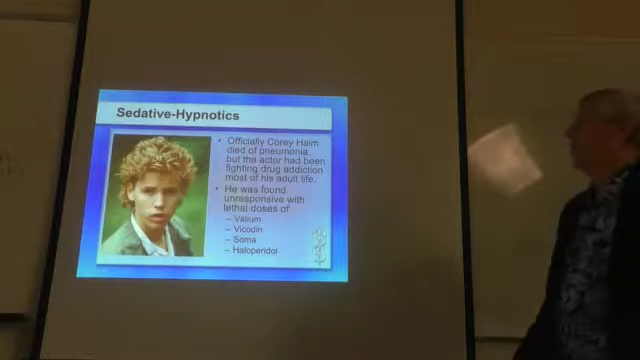 Sedative-Hypnotics
• Officially Corey Haim
died of pneumonia,
but the actor had been
fighting drug addiction
most of his adult life.
• He was found
unresponsive with
lethal doses of
– Valium
– Vicodin
– Soma
– Haloperidol